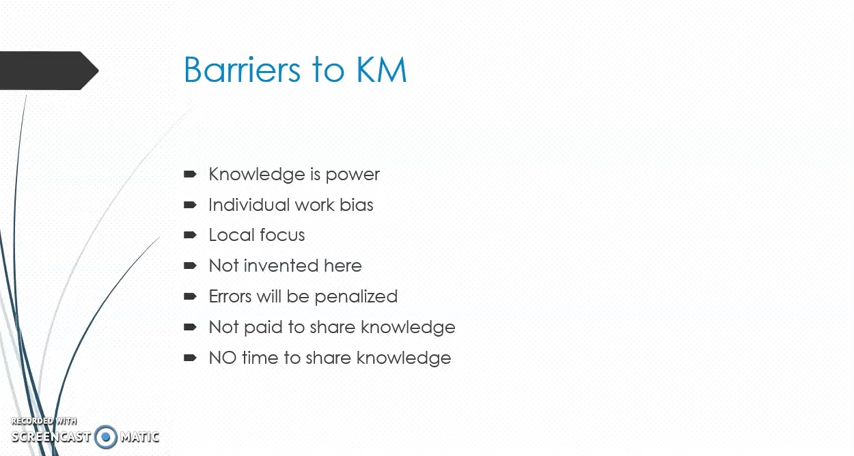 Barriers to KM
Knowledge is power
Individual work bias
Local focus
Not invented here
Errors will be penalized
Not paid to share knowledge
NO time to share knowledge
RECORDED WITH
SCREENCAST MATIC